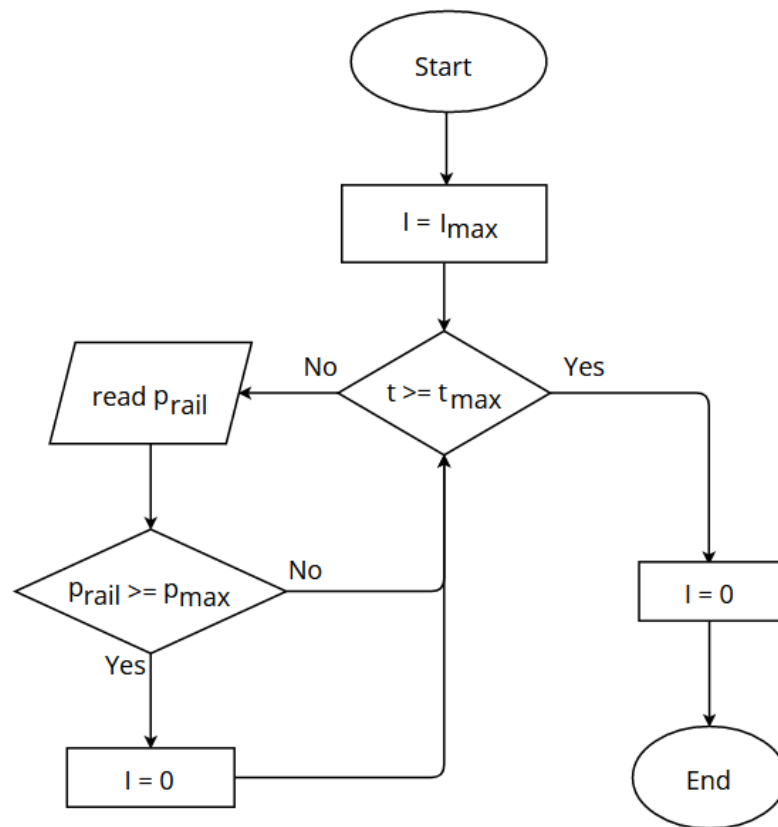 Start
I = Imax
No
Yes
t >= tmax
read prail
prail >= pmax
No
Yes
I = 0
I = 0
End